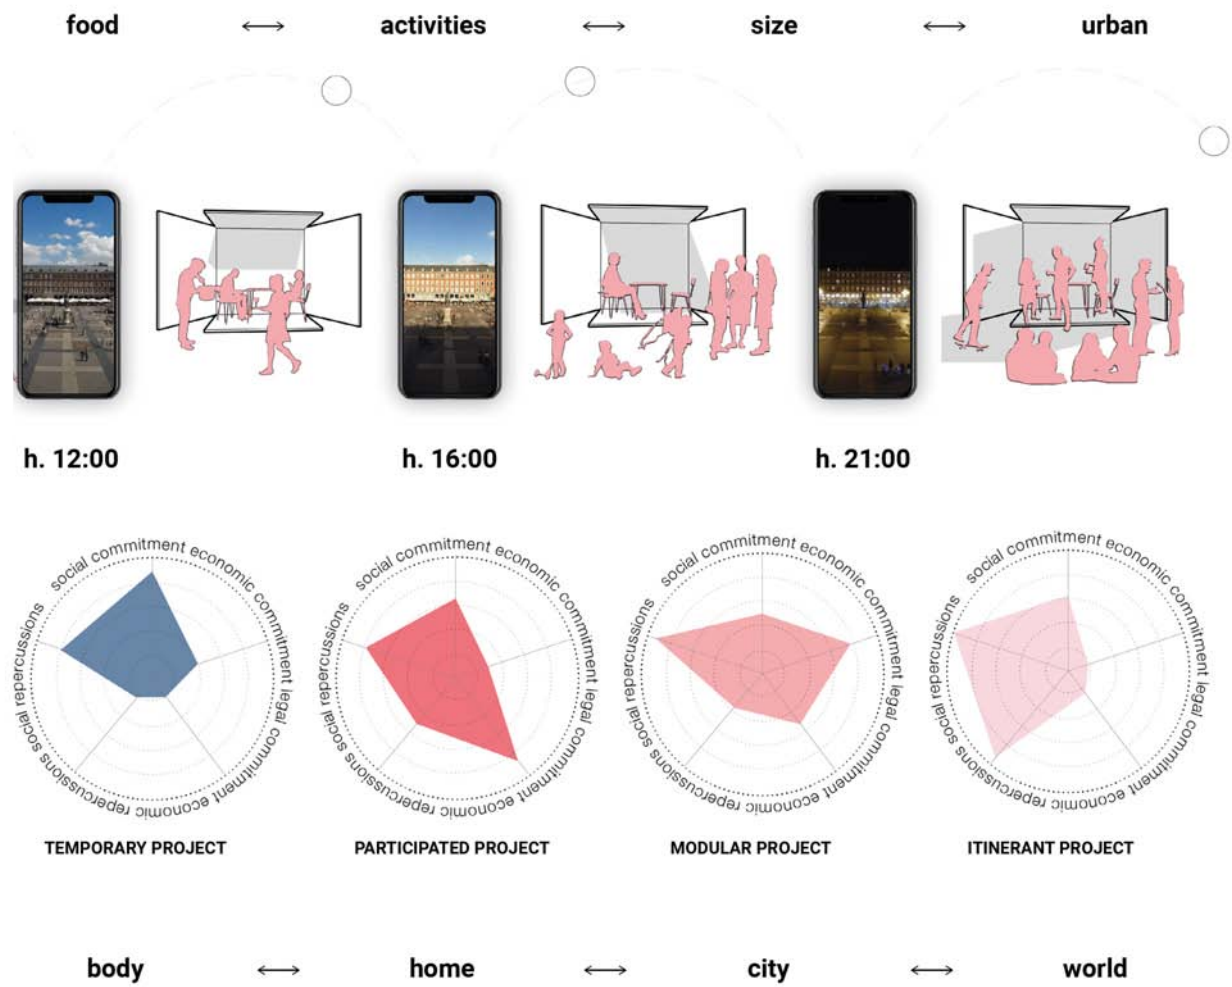 food ↔ activities ↔ size ↔ urban
h. 12:00 h. 16:00 h. 21:00
social commitment economic commitment legal commitment economic repercussions social repercussions
social commitment economic commitment legal commitment economic repercussions social repercussions
social commitment economic commitment legal commitment economic repercussions social repercussions
social commitment economic commitment legal commitment economic repercussions social repercussions
TEMPORARY PROJECT PARTICIPATED PROJECT MODULAR PROJECT ITINERANT PROJECT
body ↔ home ↔ city ↔ world